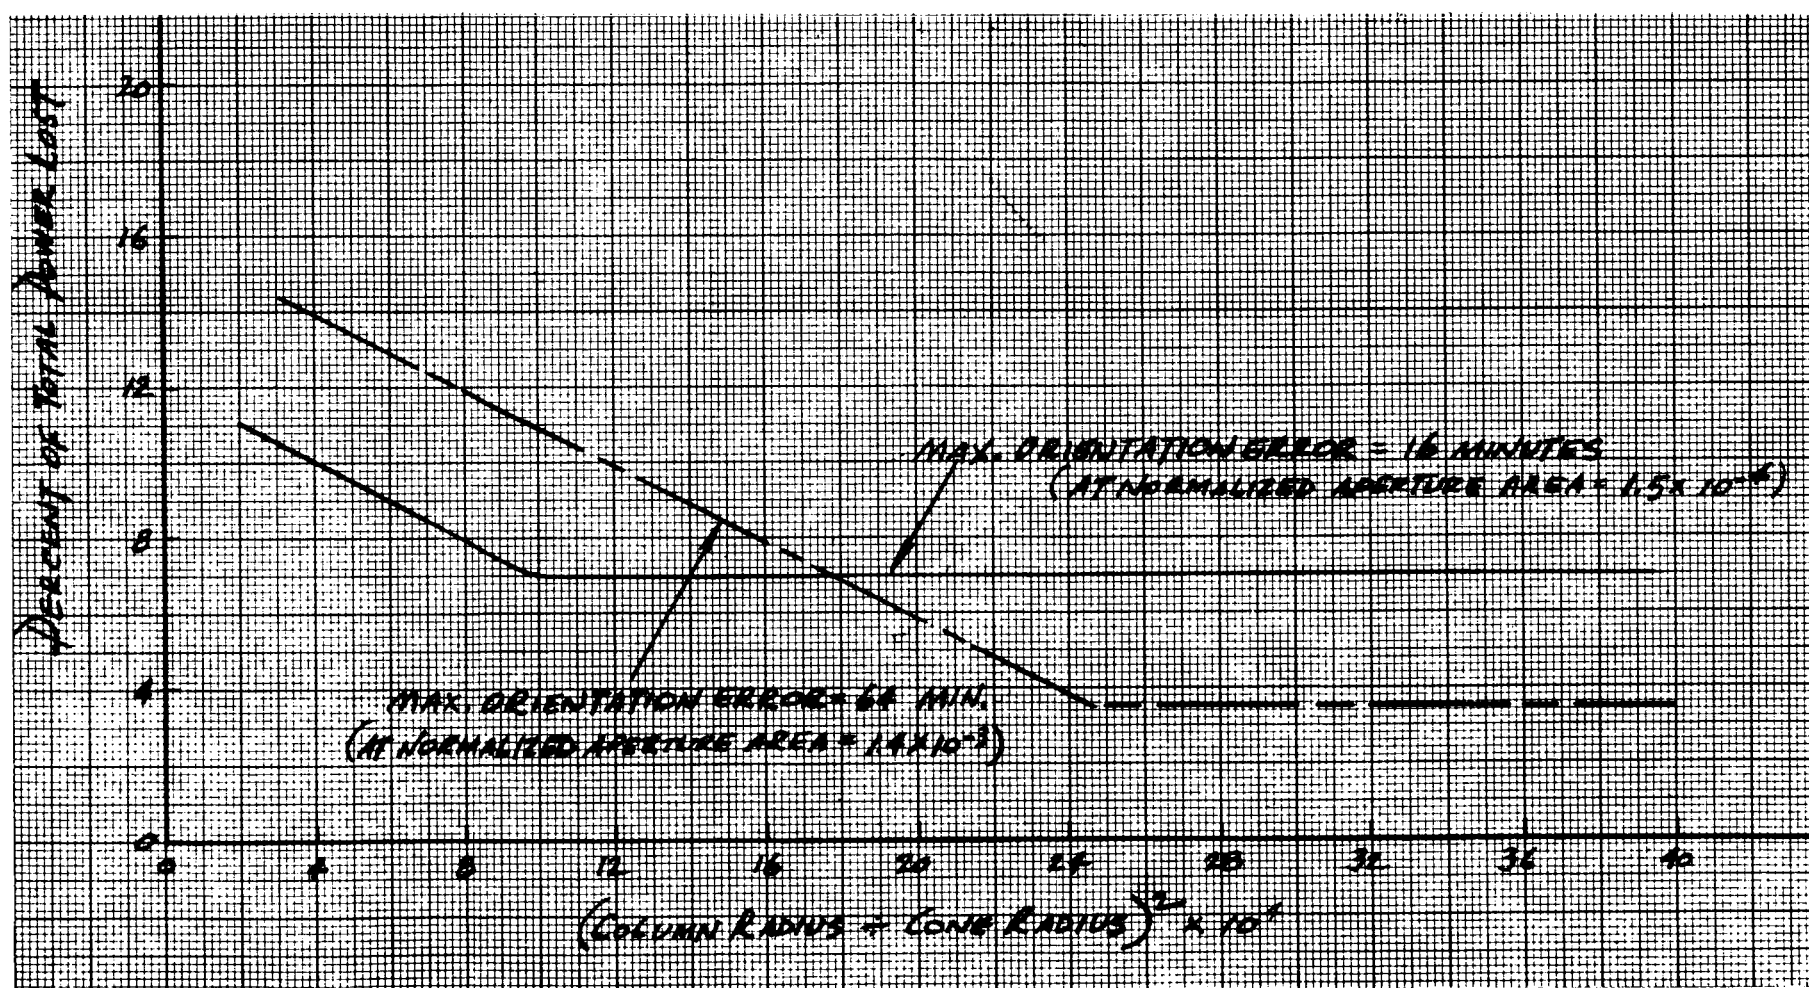 PERCENT OF TOTAL POWER LOST
20
16
12
8
4
0
MAX. ORIENTATION ERROR = 16 MINUTES
(AT NORMALIZED APERTURE AREA = 1.5 x 10⁻⁴)
MAX. ORIENTATION ERROR = 64 MIN.
(AT NORMALIZED APERTURE AREA = 1.4 x 10⁻³)
0 4 8 12 16 20 24 28 32 36 40
(COLUMN RADIUS ÷ CONE RADIUS)² x 10⁴